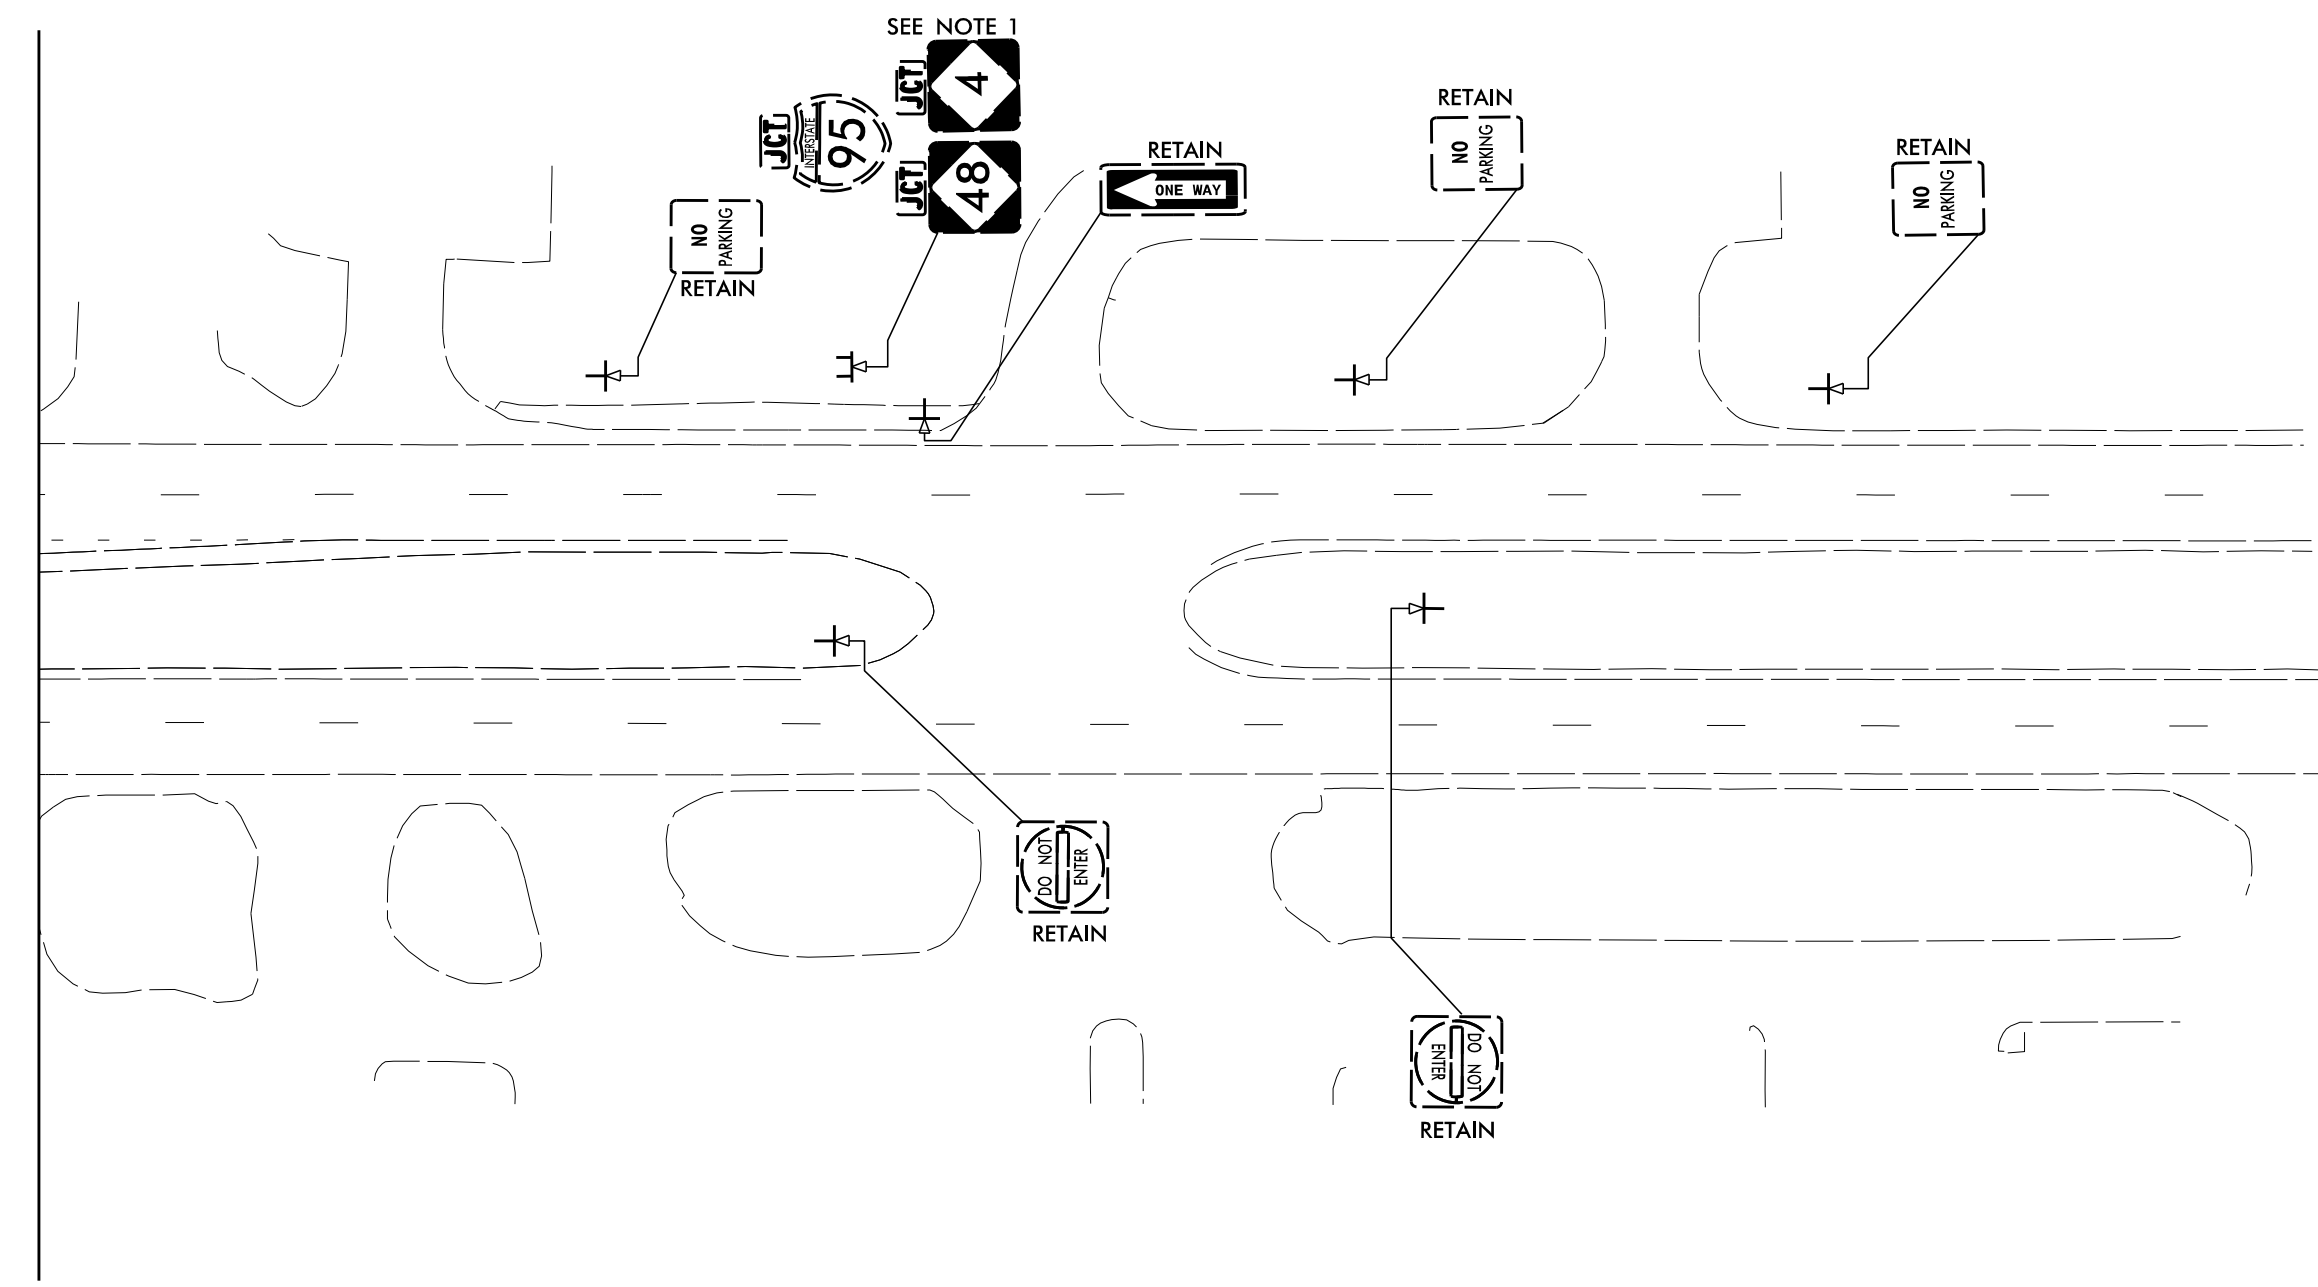 SEE NOTE 1
JCT
4
JCT
INTERSTATE
95
JCT
48
RETAIN
ONE WAY
RETAIN
NO
PARKING
RETAIN
NO
PARKING
NO
PARKING
RETAIN
DO NOT
ENTER
RETAIN
DO NOT
ENTER
RETAIN